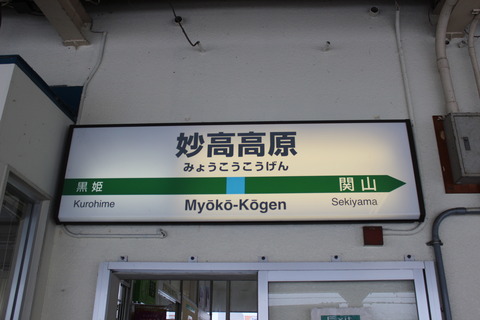 妙高高原
みょうこうこうげん
黒姫
関山
Kurohime
Myōkō-Kōgen
Sekiyama